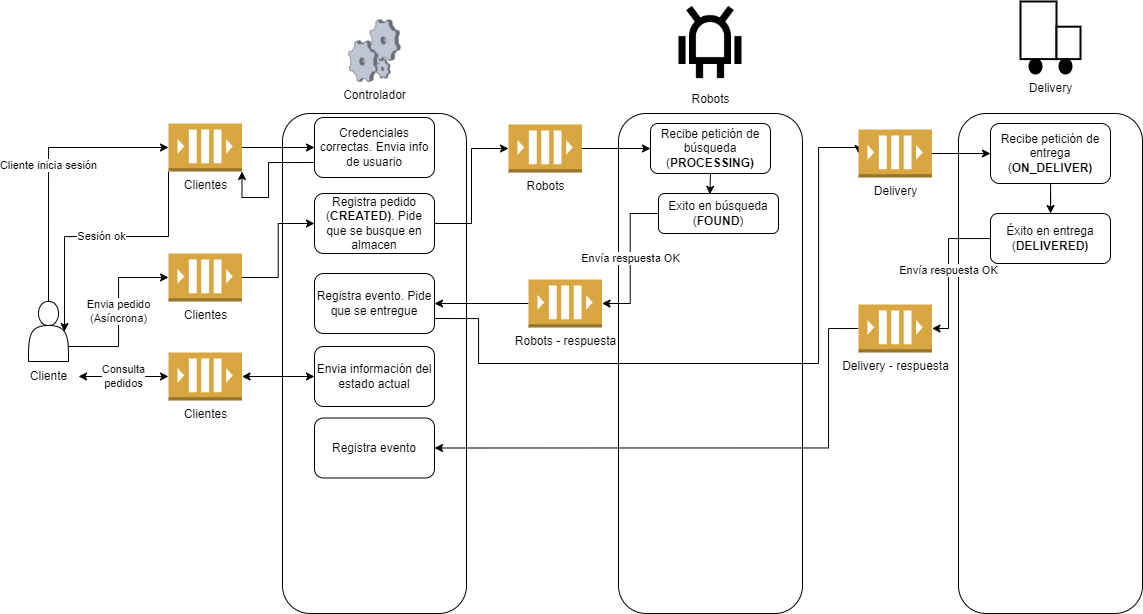 Controlador
Robots
Delivery
Cliente inicia sesión
Clientes
Credenciales
correctas. Envia info
de usuario
Robots
Recibe petición de
búsqueda
(PROCESSING)
Delivery
Recibe petición de
entrega
(ON_DELIVER)
Sesión ok
Registra pedido
(CREATED). Pide
que se busque en
almacen
Exito en búsqueda
(FOUND)
Éxito en entrega
(DELIVERED)
Envía respuesta OK
Envía respuesta OK
Envia pedido
(Asíncrona)
Clientes
Registra evento. Pide
que se entregue
Robots - respuesta
Delivery - respuesta
Cliente
Consulta
pedidos
Clientes
Envia información del
estado actual
Registra evento